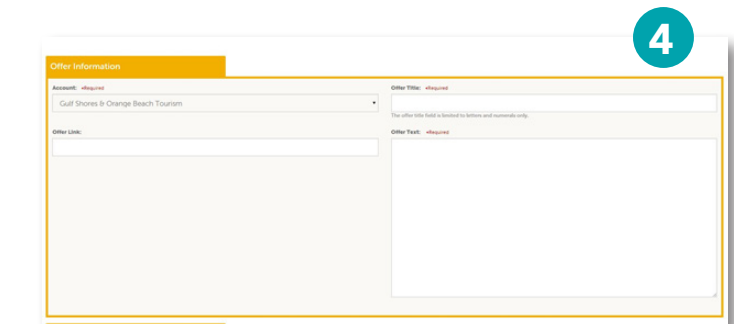 4
Offer Information
Account: •Required
Gulf Shores & Orange Beach Tourism
Offer Link:
Offer Title: •Required
The offer title field is limited to letters and numerals only.
Offer Text: •Required